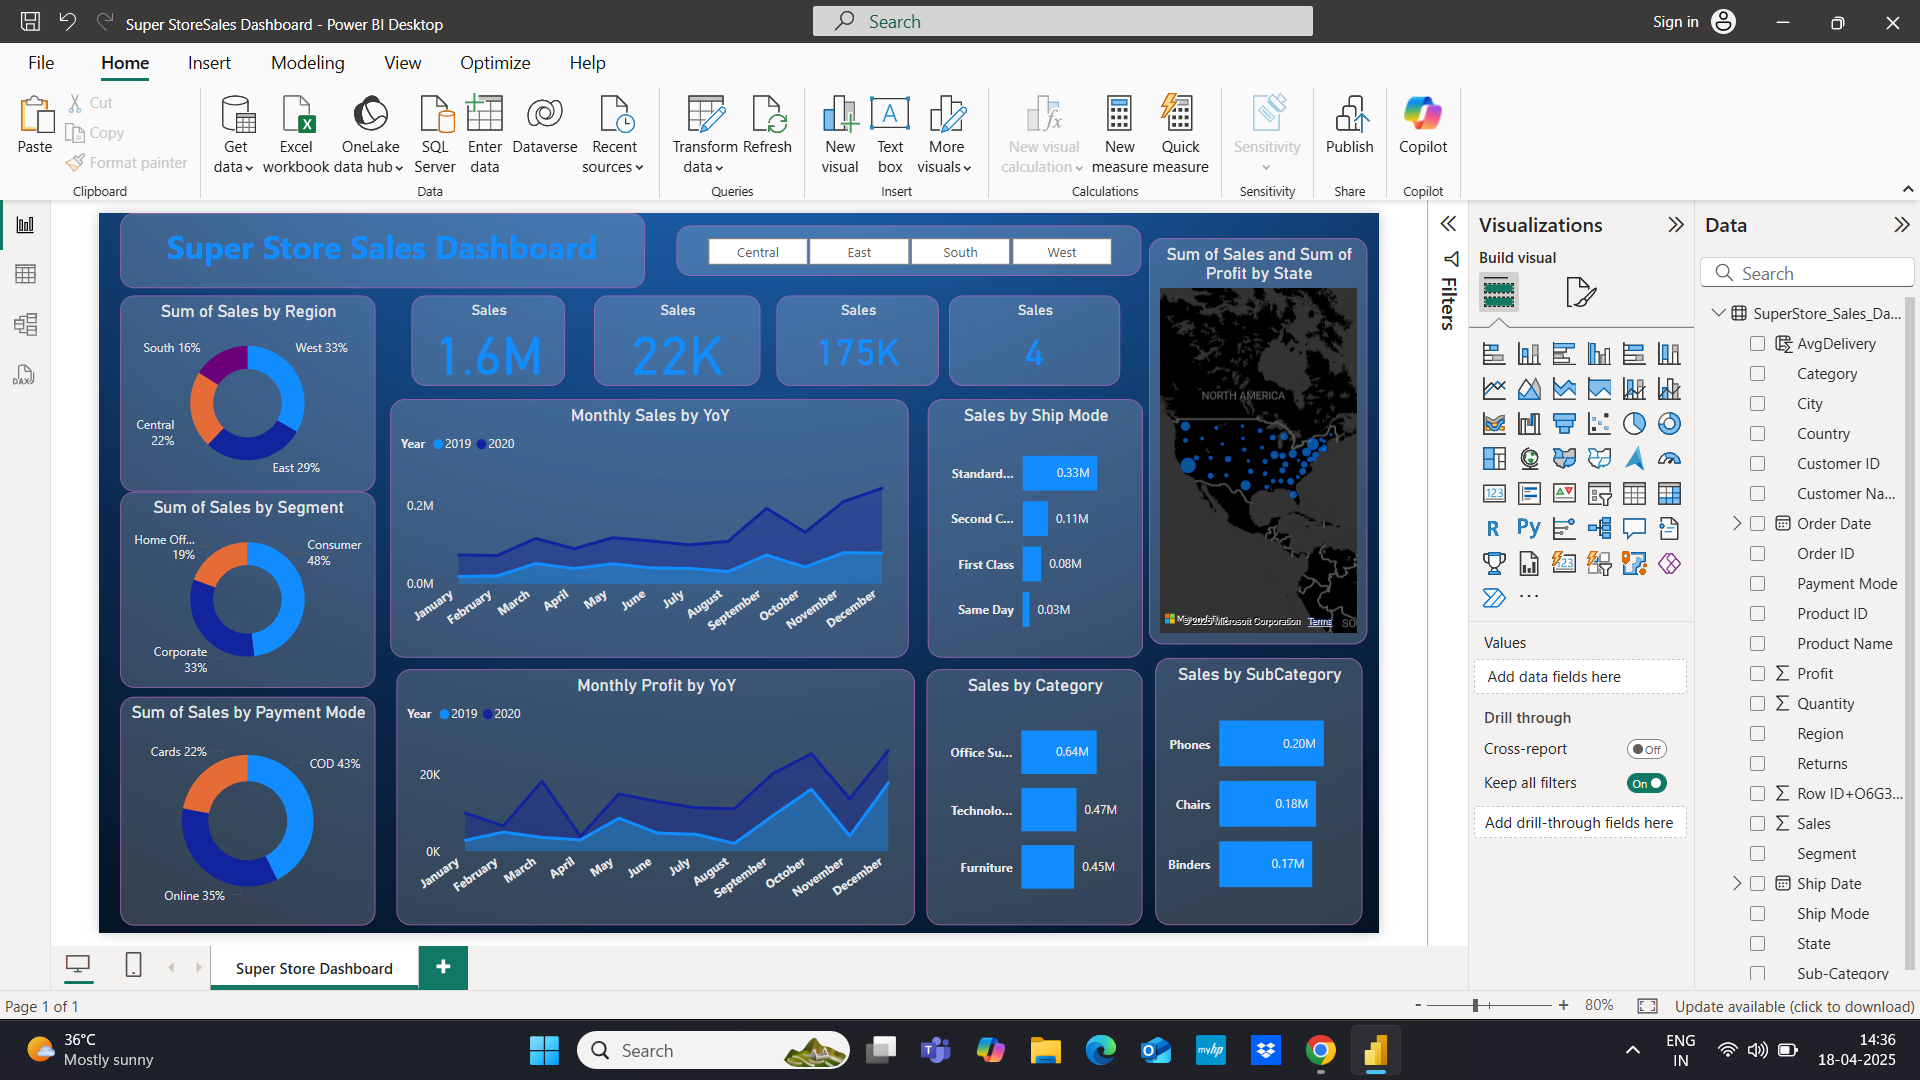 Super StoreSales Dashboard - Power BI Desktop
Search
Sign in
File
Home
Insert
Modeling
View
Optimize
Help
Paste
Cut
Copy
Format painter
Clipboard
Get data
Excel workbook
OneLake data hub
SQL Server
Enter data
Dataverse
Recent sources
Data
Transform data
Refresh
Queries
New visual
Text box
More visuals
Insert
New visual calculation
New measure
Quick measure
Calculations
Sensitivity
Sensitivity
Publish
Share
Copilot
Copilot
Super Store Sales Dashboard
Central
East
South
West
Sum of Sales by Region
South 16%
West 33%
Central
22%
East 29%
Sales
1.6M
Sales
22K
Sales
175K
Sales
4
Sum of Sales and Sum of
Profit by State
NORTH AMERICA
© 2025 Microsoft Corporation
Terms
SO
Sum of Sales by Segment
Home Off...
19%
Consumer
48%
Corporate
33%
Monthly Sales by YoY
Year 2019 2020
0.2M
0.0M
January
February
March
April
May
June
July
August
September
October
November
December
Sales by Ship Mode
Standard... 0.33M
Second C... 0.11M
First Class 0.08M
Same Day 0.03M
Sum of Sales by Payment Mode
Cards 22%
COD 43%
Online 35%
Monthly Profit by YoY
Year 2019 2020
20K
0K
January
February
March
April
May
June
July
August
September
October
November
December
Sales by Category
Office Su... 0.64M
Technolo... 0.47M
Furniture 0.45M
Sales by SubCategory
Phones 0.20M
Chairs 0.18M
Binders 0.17M
Filters
Visualizations
Build visual
123
R
Py
123
Values
Add data fields here
Drill through
Cross-report
Off
Keep all filters
On
Add drill-through fields here
Data
Search
SuperStore_Sales_Da...
AvgDelivery
Category
City
Country
Customer ID
Customer Na...
Order Date
Order ID
Payment Mode
Product ID
Product Name
Profit
Quantity
Region
Returns
Row ID+O6G3...
Sales
Segment
Ship Date
Ship Mode
State
Sub-Category
DAX
Super Store Dashboard
+
Page 1 of 1
- + 80%
Update available (click to download)
36°C
Mostly sunny
Search
myhp
ENG
IN
14:36
18-04-2025